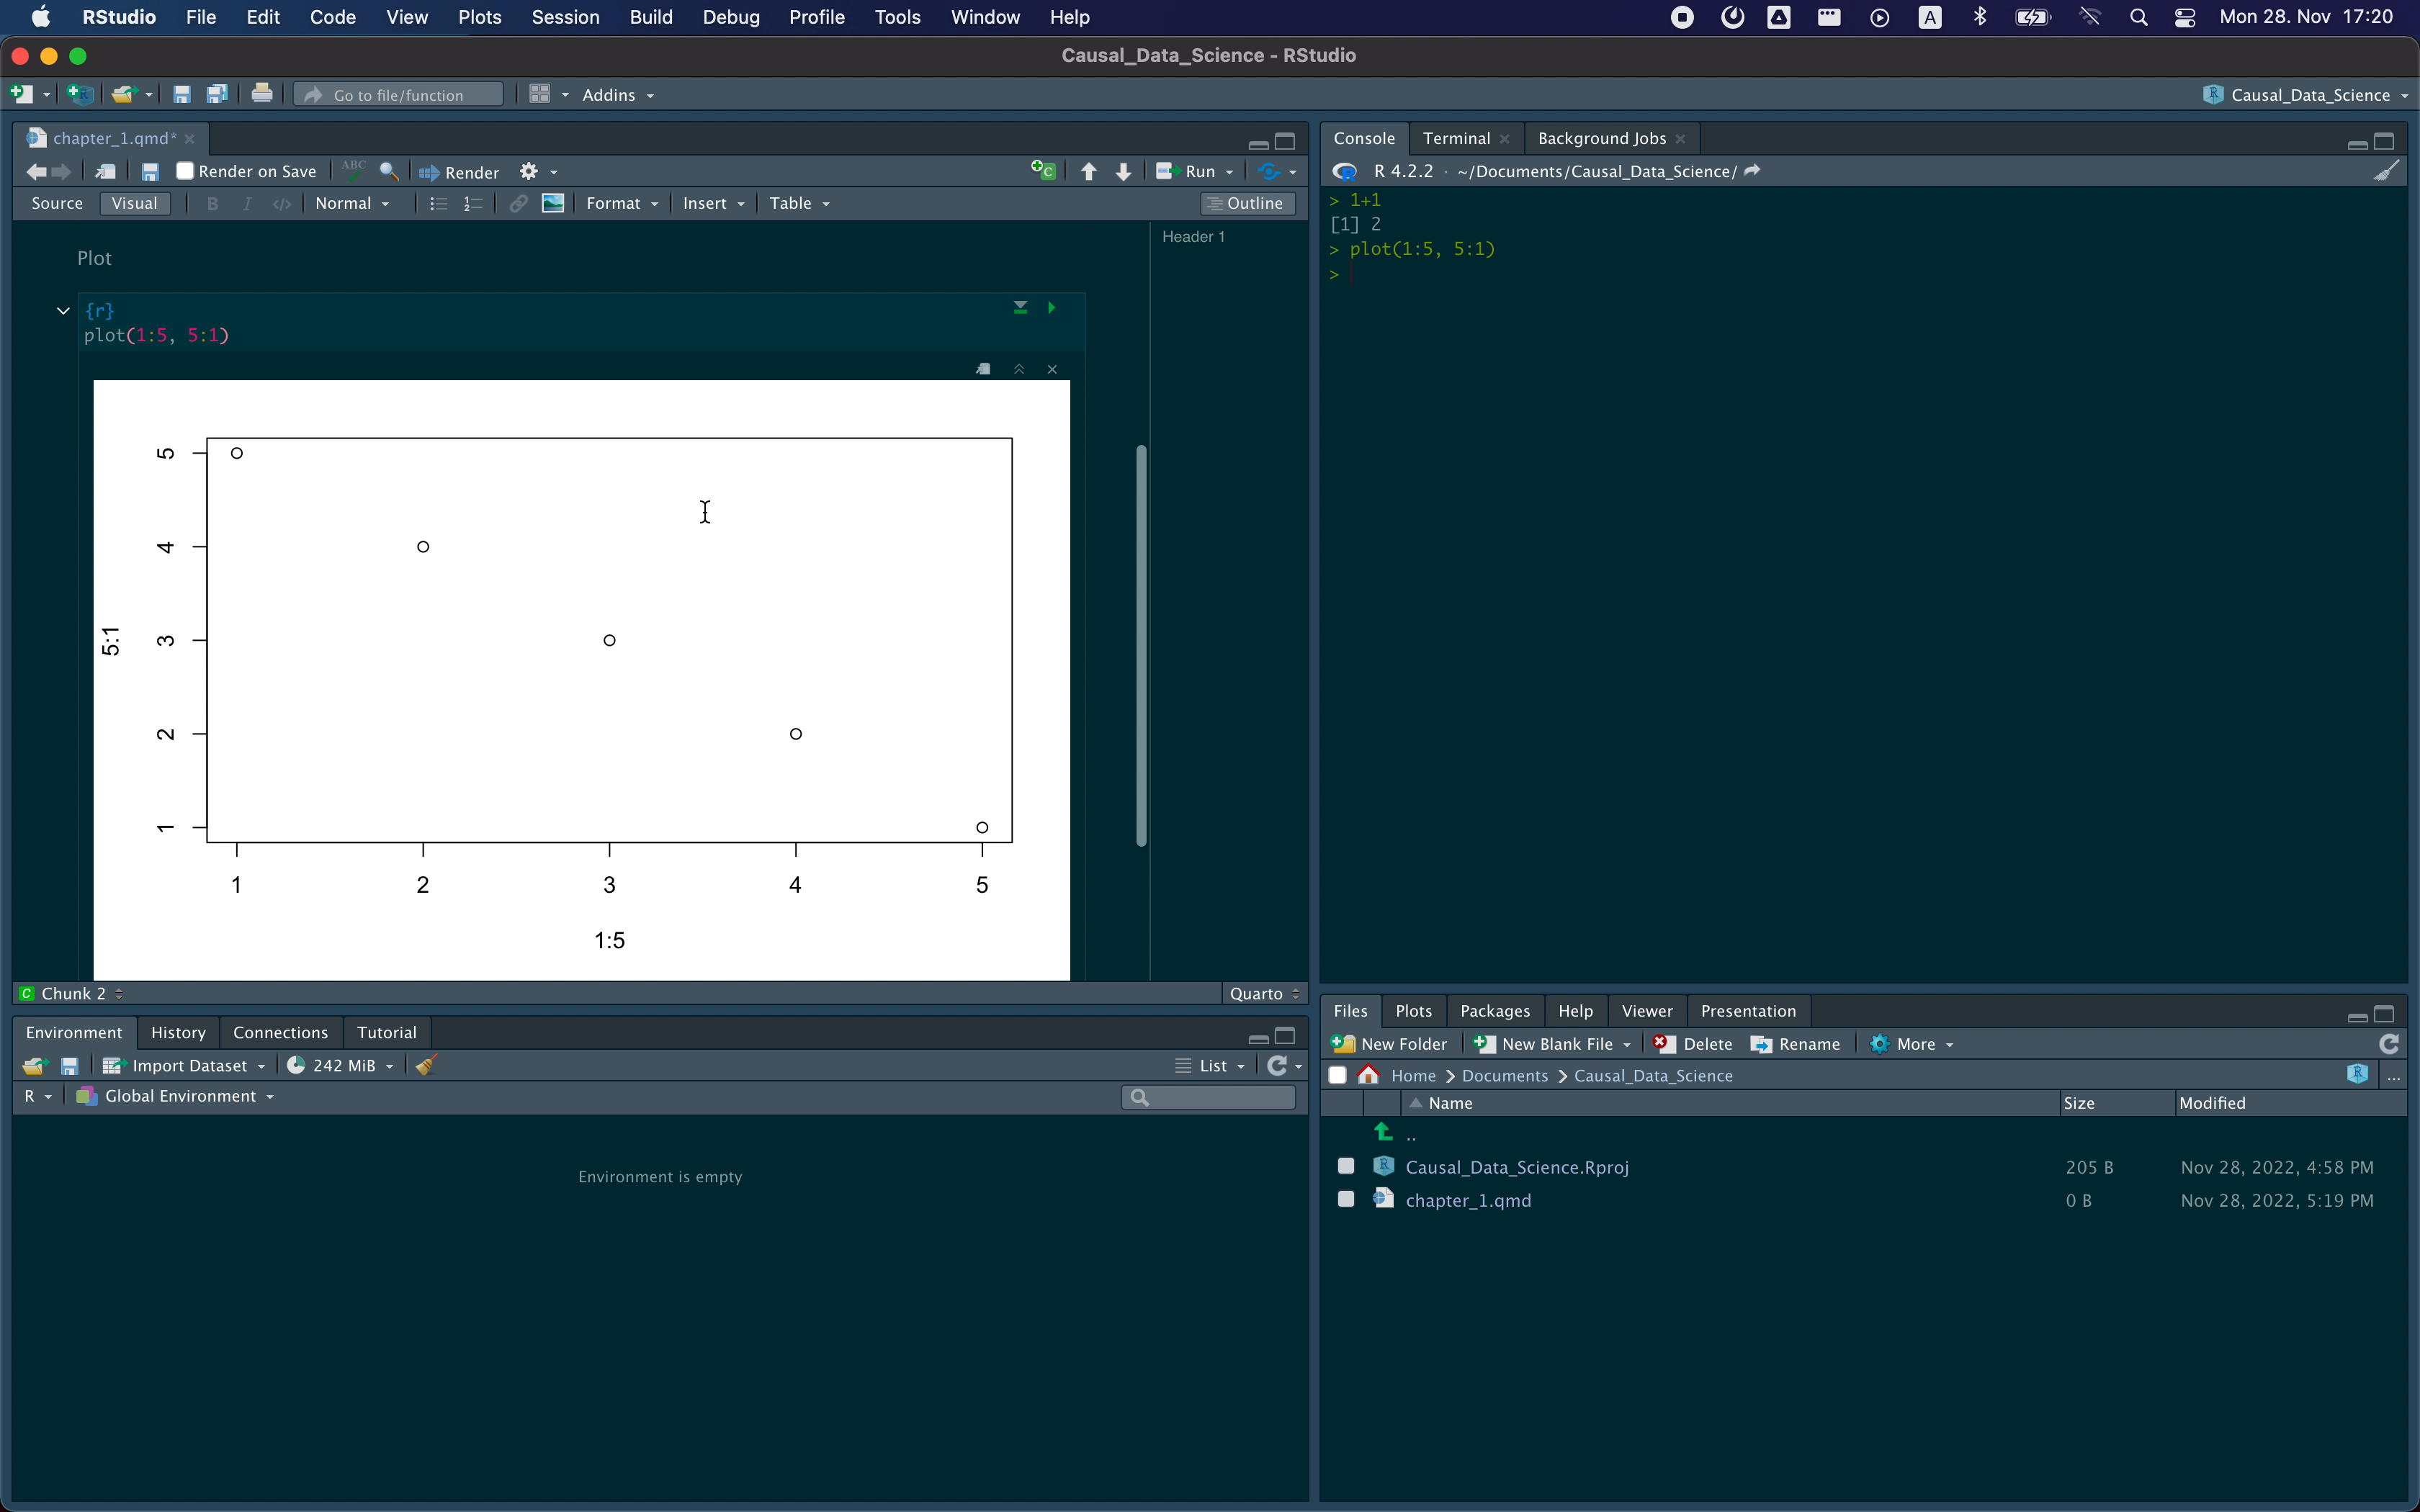 RStudio File Edit Code View Plots Session Build Debug Profile Tools Window Help A Mon 28. Nov 17:20
Causal_Data_Science - RStudio
Go to file/function Addins Causal_Data_Science
chapter_1.qmd*
Render on Save ABC Render Run
Source Visual B I </> Normal Format Insert Table Outline
Header 1
Plot
{r}
plot(1:5, 5:1)
5
4
3
2
1
5:1
1 2 3 4 5
1:5
C Chunk 2 Quarto
Console Terminal Background Jobs
R R 4.2.2 · ~/Documents/Causal_Data_Science/
> 1+1
[1] 2
> plot(1:5, 5:1)
>
Environment History Connections Tutorial
Import Dataset 242 MiB List
R Global Environment
Environment is empty
Files Plots Packages Help Viewer Presentation
New Folder New Blank File Delete Rename More
Home > Documents > Causal_Data_Science R ...
Name Size Modified
..
Causal_Data_Science.Rproj 205 B Nov 28, 2022, 4:58 PM
chapter_1.qmd 0 B Nov 28, 2022, 5:19 PM